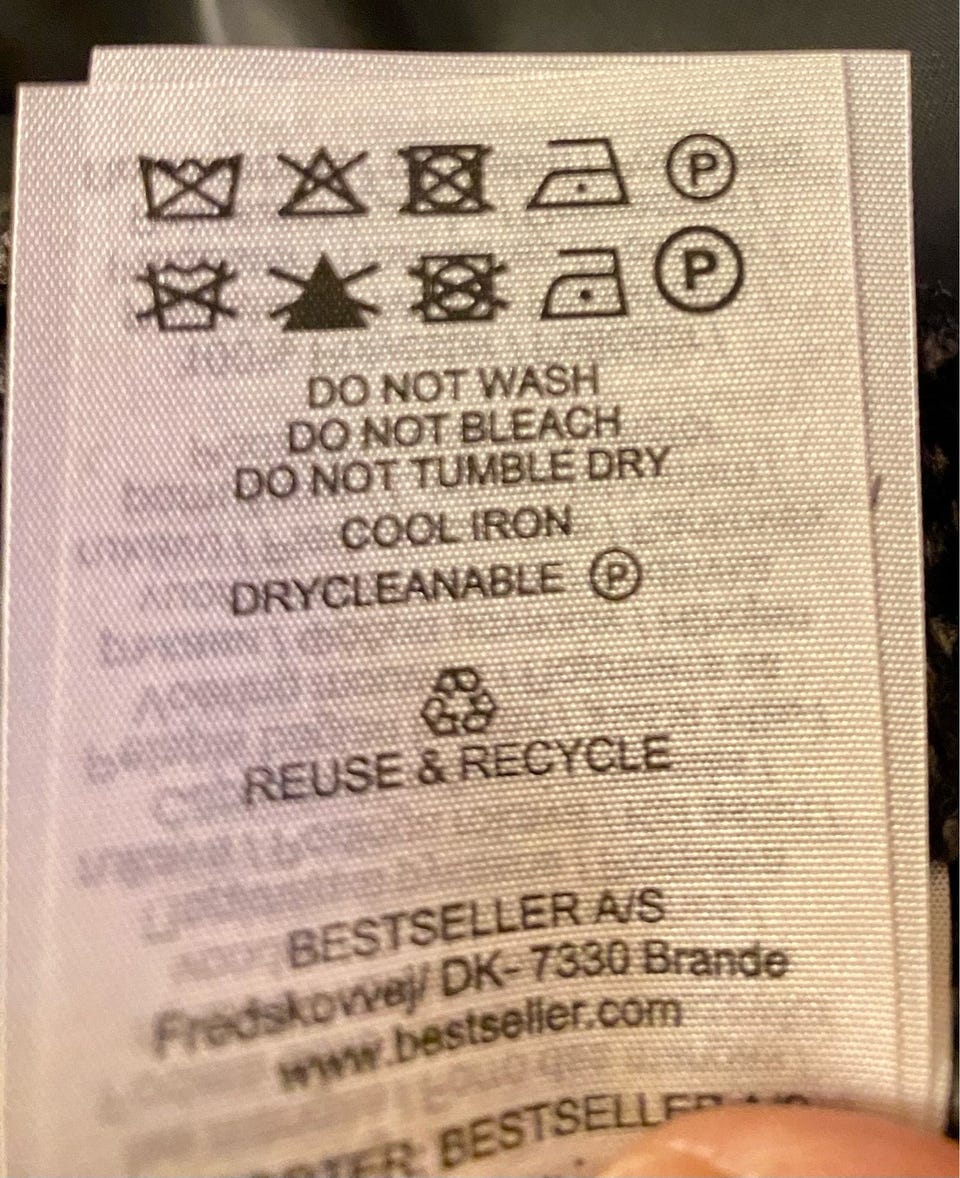 P
P
DO NOT WASH
DO NOT BLEACH
DO NOT TUMBLE DRY
COOL IRON
DRYCLEANABLE P
REUSE & RECYCLE
BESTSELLER A/S
Fredskovvej/ DK- 7330 Brande
www.bestseller.com
BESTSELLER